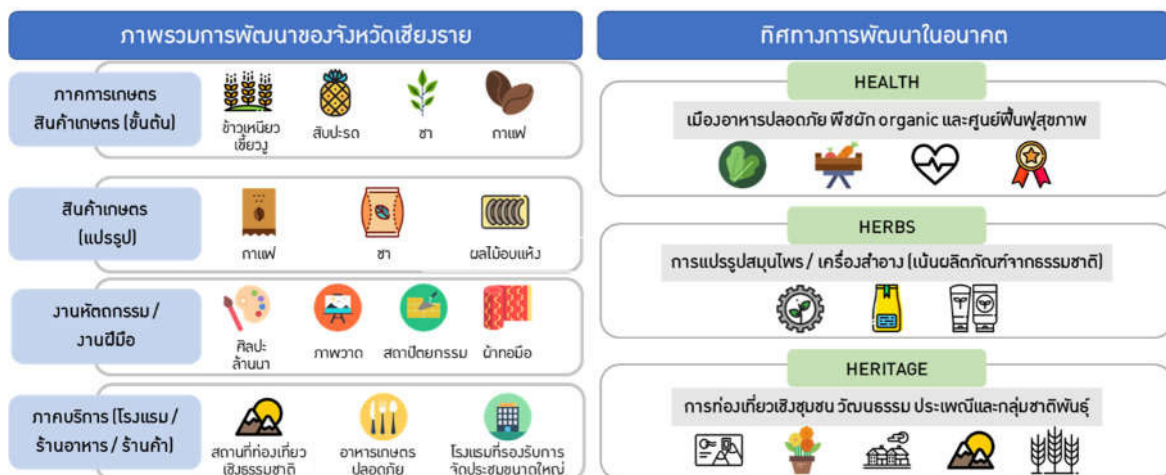 ภาพรวมการพัฒนาของจังหวัดเชียงราย
ภาคการเกษตร
สินค้าเกษตร (ขั้นต้น)
ข้าวเหนียว
เขี้ยวงู
สับปะรด
ชา
กาแฟ
สินค้าเกษตร
(แปรรูป)
กาแฟ
ชา
ผลไม้อบแห้ง
งานหัตถกรรม /
งานฝีมือ
ศิลปะ
ล้านนา
ภาพวาด
สถาปัตยกรรม
ผ้าทอมือ
ภาคบริการ (โรงแรม /
ร้านอาหาร / ร้านค้า)
สถานที่ท่องเที่ยว
เชิงธรรมชาติ
อาหารเกษตร
ปลอดภัย
โรงแรมที่รองรับการ
จัดประชุมขนาดใหญ่
ทิศทางการพัฒนาในอนาคต
HEALTH
เมืองอาหารปลอดภัย พืชผัก organic และศูนย์ฟื้นฟูสุขภาพ
HERBS
การแปรรูปสมุนไพร / เครื่องสำอาง (เน้นผลิตภัณฑ์จากธรรมชาติ)
HERITAGE
การท่องเที่ยวเชิงชุมชน วัฒนธรรม ประเพณีและกลุ่มชาติพันธุ์